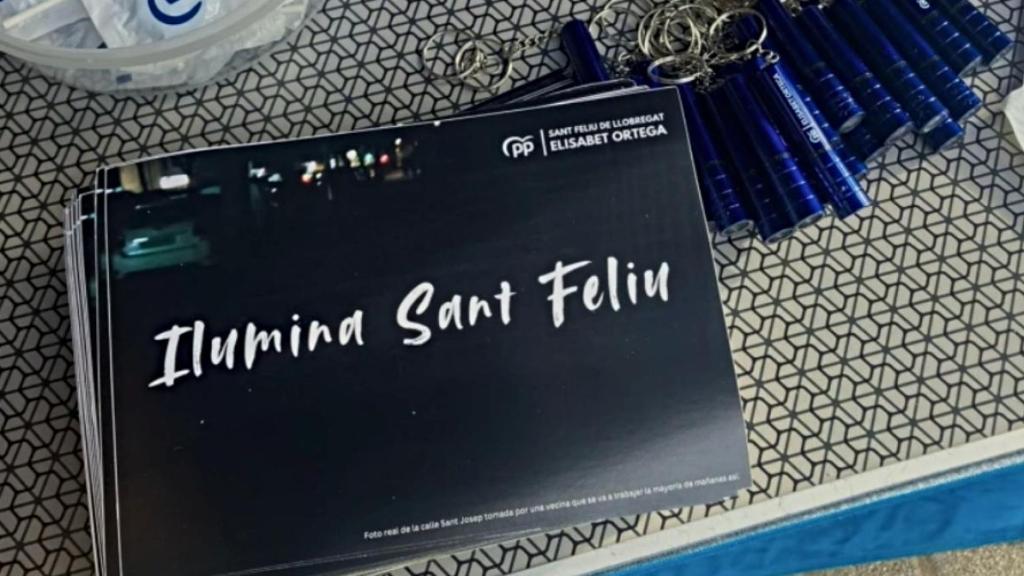 PP
SANT FELIU DE LLOBREGAT
ELISABET ORTEGA
Ilumina Sant Feliu
Foto real de la calle Sant Josep tomada por una vecina que se va a trabajar la mayoría de mañanas así.